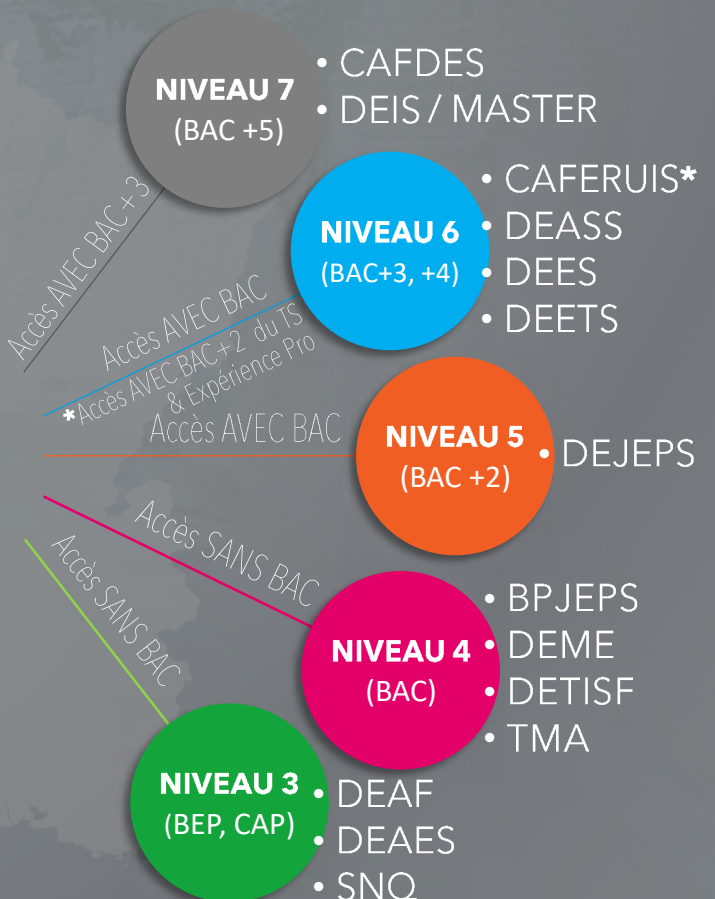 NIVEAU 7
(BAC +5)
• CAFDES
• DEIS / MASTER
Accès AVEC BAC+3
NIVEAU 6
(BAC+3, +4)
• CAFERUIS*
• DEASS
• DEES
• DEETS
Accès AVEC BAC
*Accès AVEC BAC+2 du TS
& Expérience Pro
NIVEAU 5
(BAC +2)
• DEJEPS
Accès AVEC BAC
NIVEAU 4
(BAC)
• BPJEPS
• DEME
• DETISF
• TMA
Accès SANS BAC
NIVEAU 3
(BEP, CAP)
• DEAF
• DEAES
• SNQ
Accès SANS BAC